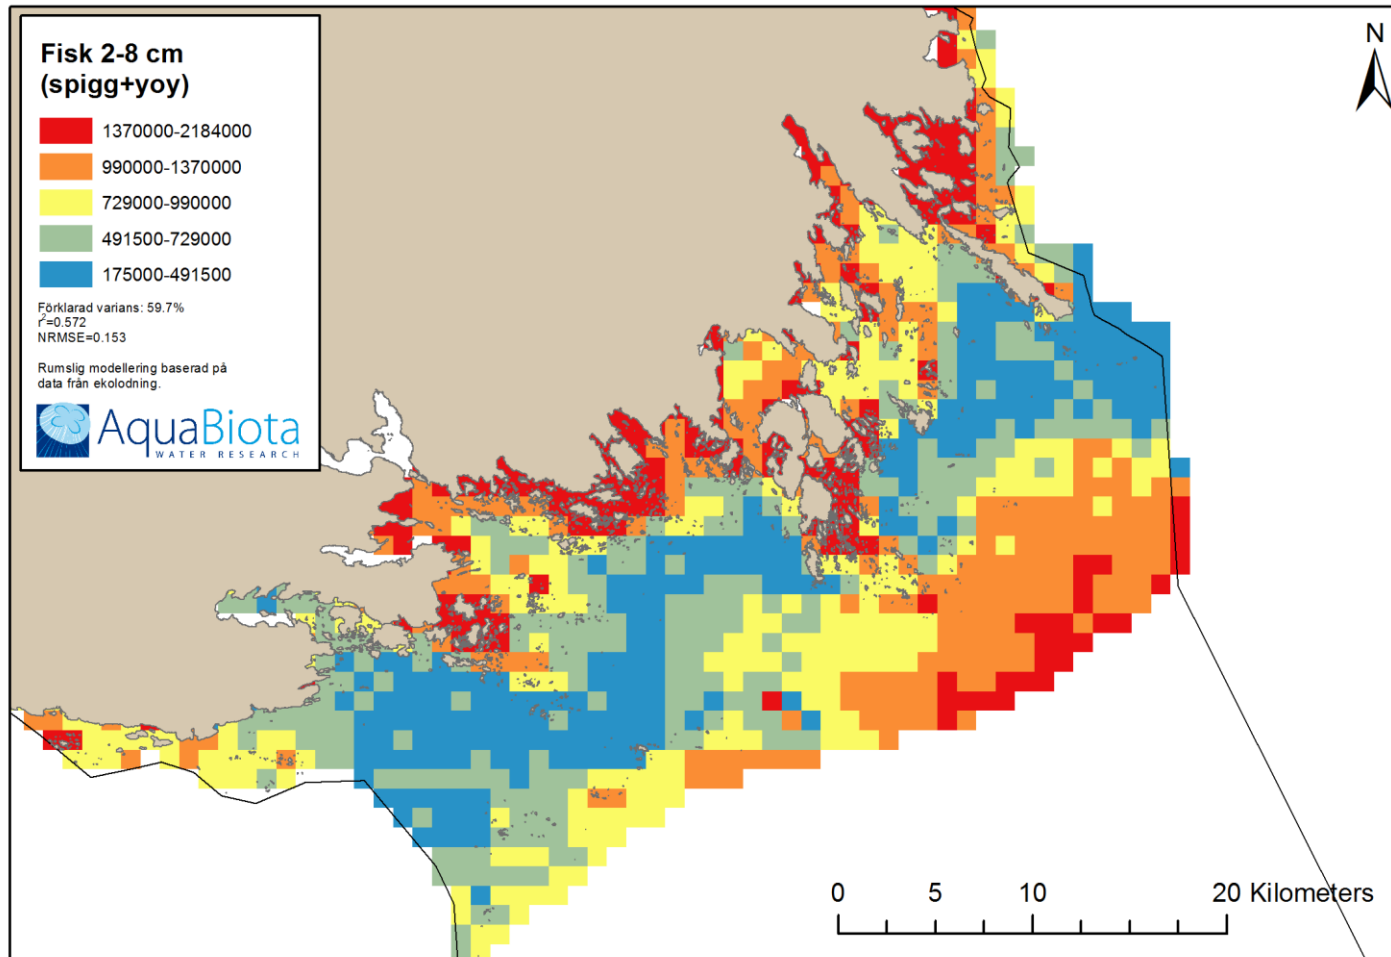 Fisk 2-8 cm
(spigg+yoy)
1370000-2184000
990000-1370000
729000-990000
491500-729000
175000-491500
Förklarad varians: 59.7%
r²=0.572
NRMSE=0.153
Rumslig modellering baserad på
data från ekolodning.
AquaBiota
WATER RESEARCH
N
0 5 10 20 Kilometers